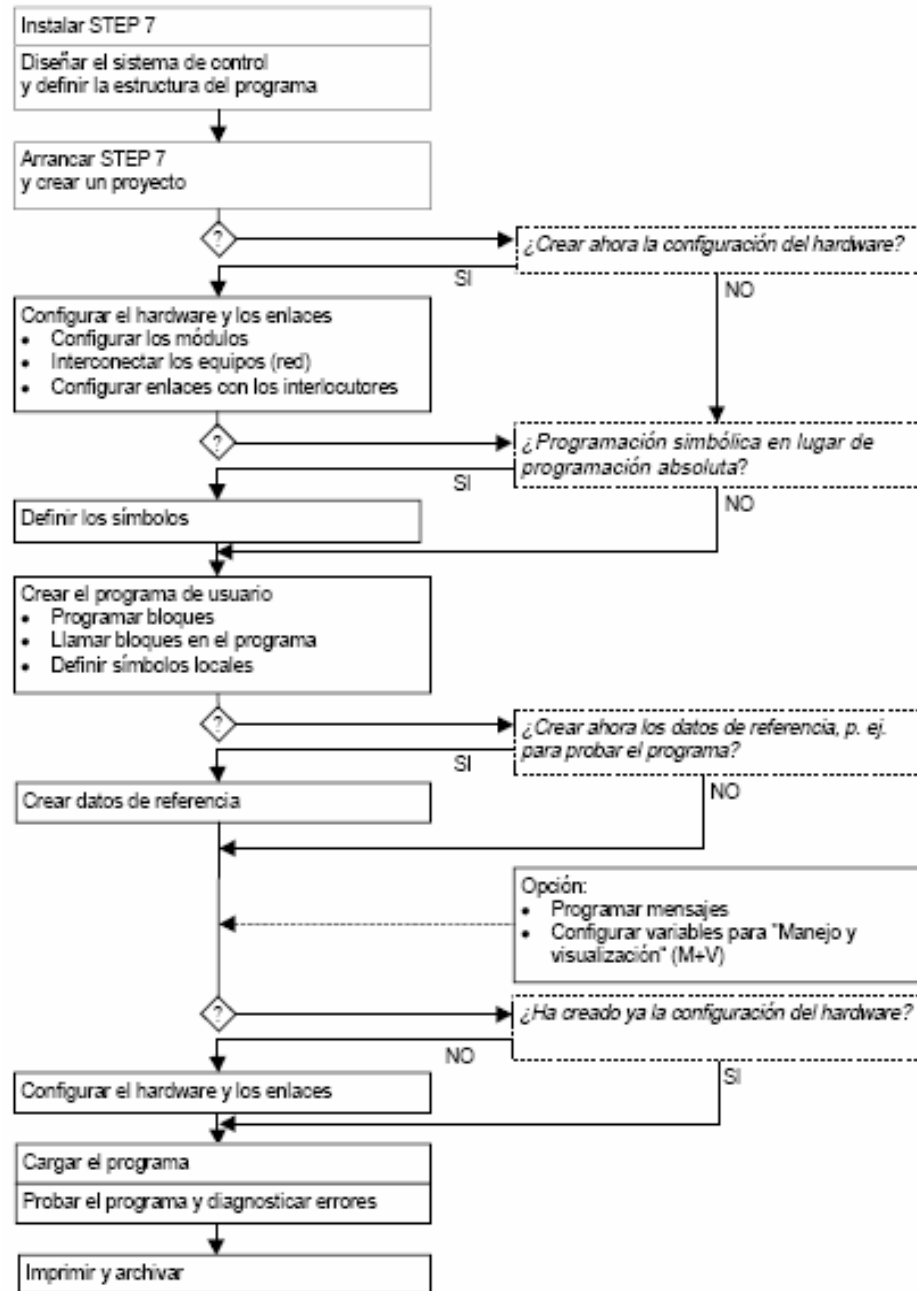 Instalar STEP 7
Diseñar el sistema de control
y definir la estructura del programa
Arrancar STEP 7
y crear un proyecto
?
¿Crear ahora la configuración del hardware?
SI
NO
Configurar el hardware y los enlaces
• Configurar los módulos
• Interconectar los equipos (red)
• Configurar enlaces con los interlocutores
?
¿Programación simbólica en lugar de
programación absoluta?
SI
NO
Definir los símbolos
Crear el programa de usuario
• Programar bloques
• Llamar bloques en el programa
• Definir símbolos locales
?
¿Crear ahora los datos de referencia, p. ej.
para probar el programa?
SI
NO
Crear datos de referencia
Opción:
• Programar mensajes
• Configurar variables para "Manejo y
visualización" (M+V)
?
¿Ha creado ya la configuración del hardware?
NO
SI
Configurar el hardware y los enlaces
Cargar el programa
Probar el programa y diagnosticar errores
Imprimir y archivar